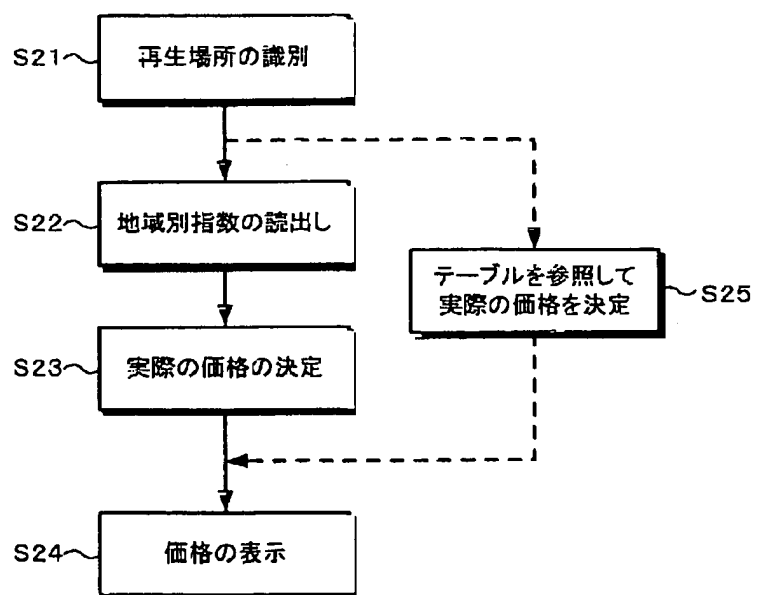 S21
再生場所の識別
S22
地域別指数の読出し
テーブルを参照して
実際の価格を決定
S25
S23
実際の価格の決定
S24
価格の表示